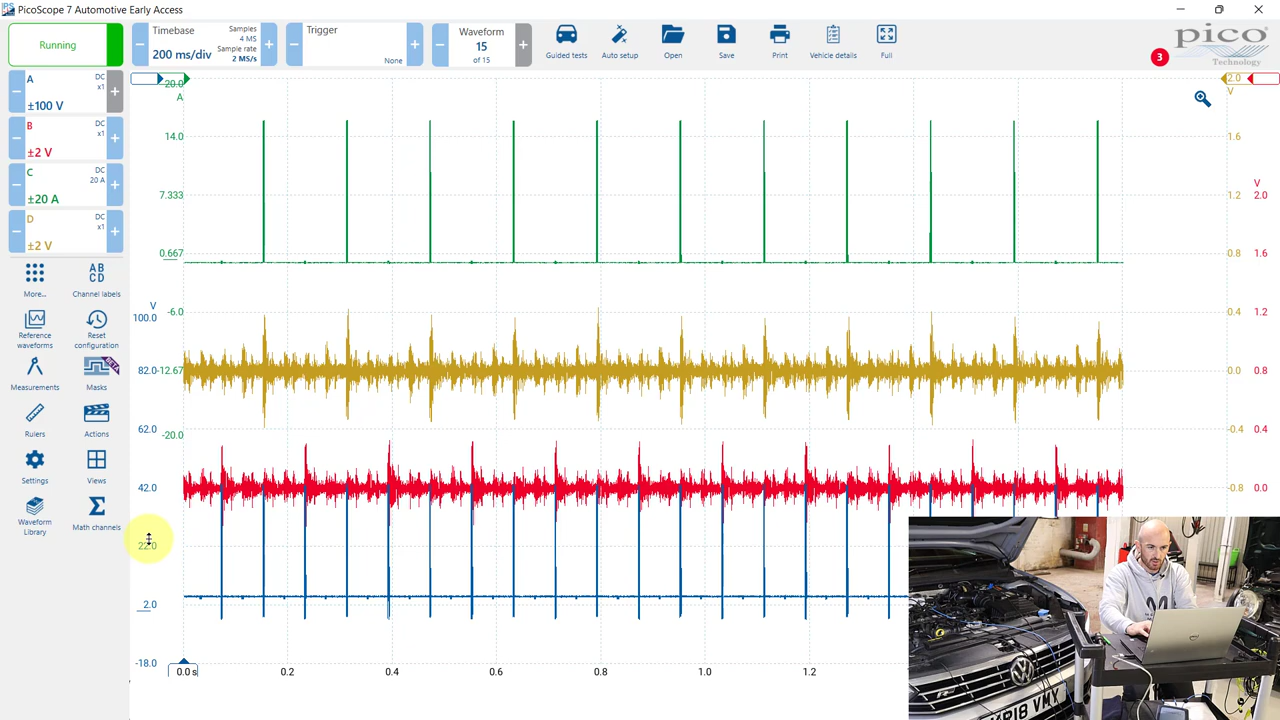 PicoScope 7 Automotive Early Access
Running
Timebase
200 ms/div
Samples
4 MS
Sample rate
2 MS/s
Trigger
None
Waveform
15
of 15
Guided tests
Auto setup
Open
Save
Print
Vehicle details
Full
3
pico
Technology
A
DC
x1
±100 V
B
DC
x1
±2 V
C
DC
20 A
±20 A
D
DC
x1
±2 V
More...
Channel labels
Reference waveforms
Reset configuration
Measurements
Masks
Rulers
Actions
Settings
Views
Waveform Library
Math channels
20.0
A
14.0
7.333
0.667
-6.0
-12.67
-20.0
V
100.0
82.0
62.0
42.0
22.0
2.0
-18.0
0.0 s
0.2
0.4
0.6
0.8
1.0
1.2
2.0
V
1.6
1.2
0.8
0.4
0.0
-0.4
-0.8
V
2.0
1.6
1.2
0.8
0.4
0.0